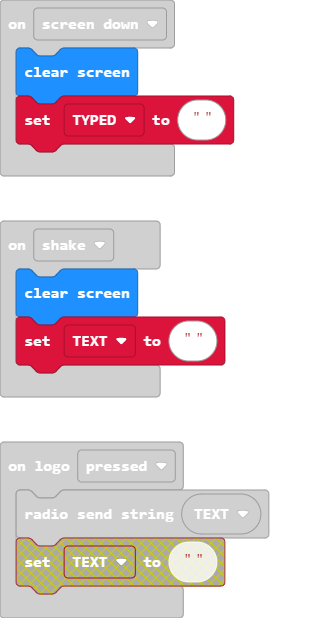 on screen down
clear screen
set TYPED to " "
on shake
clear screen
set TEXT to " "
on logo pressed
radio send string TEXT
set TEXT to " "